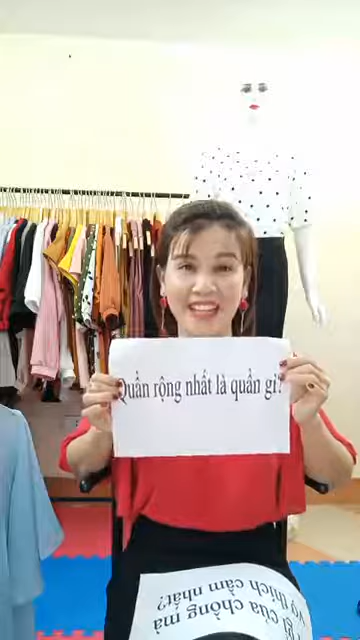 Quần rộng nhất là quần gì?
gì của chồng mà
vợ thích cầm nhất?